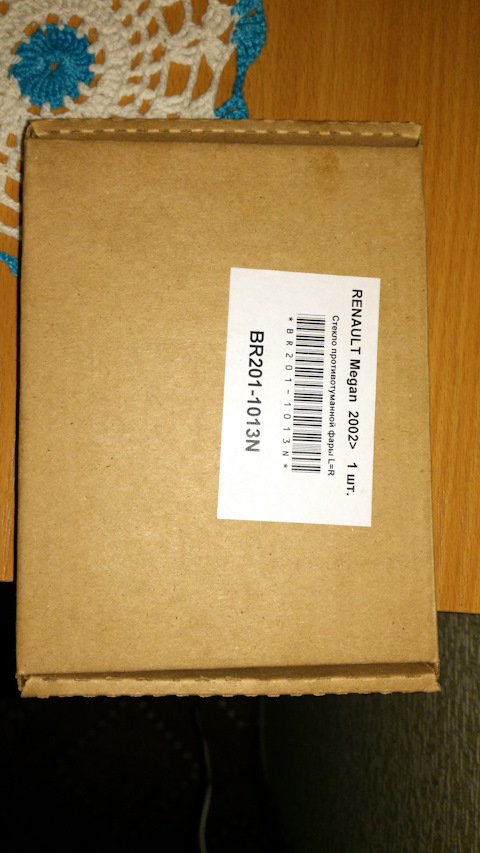 RENAULT Megan 2002> 1 шт.
Стекло противотуманной фары L=R
*BR201-1013N*
BR201-1013N